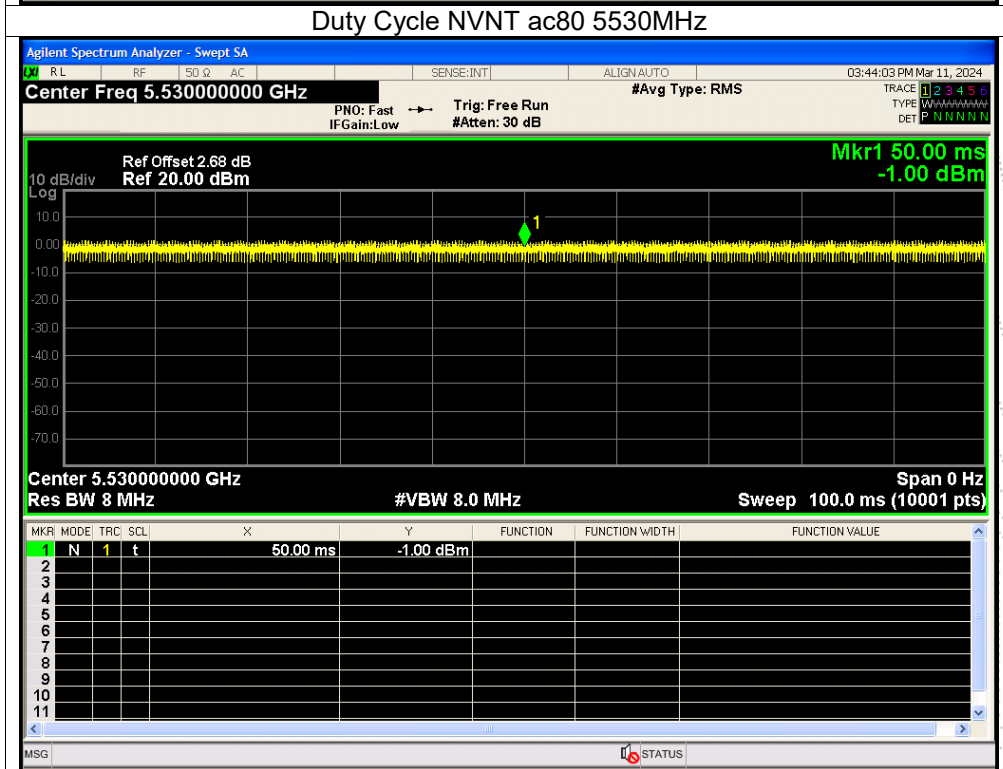 Duty Cycle NVNT ac80 5530MHz
Agilent Spectrum Analyzer - Swept SA
LXI RL RF 50 Ω AC SENSE:INT ALIGN AUTO 03:44:03 PM Mar 11, 2024
Center Freq 5.530000000 GHz #Avg Type: RMS TRACE 1 2 3 4 5 6
PNO: Fast Trig: Free Run TYPE W
IFGain:Low #Atten: 30 dB DET P N N N N N
Mkr1 50.00 ms
Ref Offset 2.68 dB
10 dB/div Ref 20.00 dBm -1.00 dBm
Log
10.0
1
0.00
-10.0
-20.0
-30.0
-40.0
-50.0
-60.0
-70.0
Center 5.530000000 GHz Span 0 Hz
Res BW 8 MHz #VBW 8.0 MHz Sweep 100.0 ms (10001 pts)
MKR MODE TRC SCL X Y FUNCTION FUNCTION WIDTH FUNCTION VALUE
1 N 1 t 50.00 ms -1.00 dBm
2
3
4
5
6
7
8
9
10
11
MSG STATUS